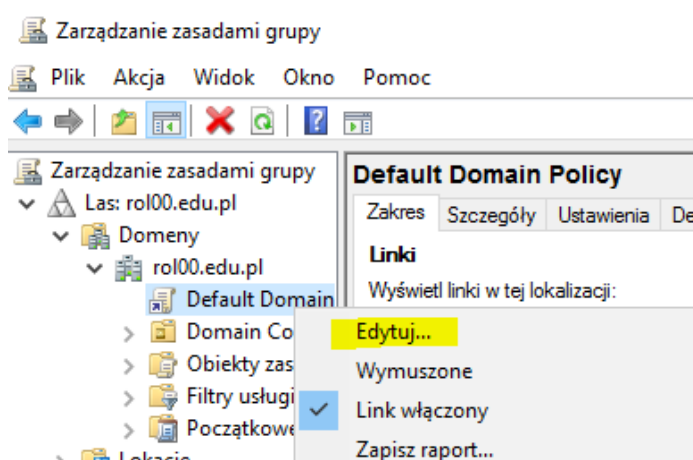 Zarządzanie zasadami grupy
Plik Akcja Widok Okno Pomoc
Zarządzanie zasadami grupy
Las: rol00.edu.pl
Domeny
rol00.edu.pl
Default Domain
Domain Co
Obiekty zas
Filtry usługi
Początkowe
Lokacje
Default Domain Policy
Zakres Szczegóły Ustawienia De
Linki
Wyświetl linki w tej lokalizacji:
Edytuj...
Wymuszone
Link włączony
Zapisz raport...